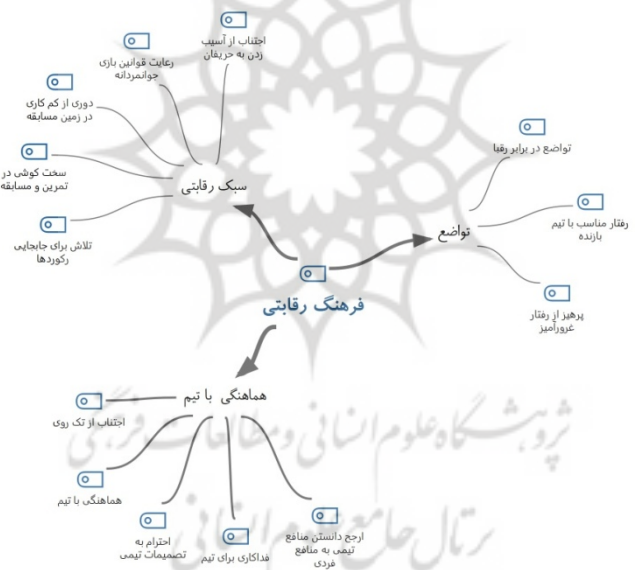 اجتناب از آسیب
زدن به حریفان
رعایت قوانین بازی
جوانمردانه
دوری از کم کاری
در زمین مسابقه
سخت کوشی در
تمرین و مسابقه
تلاش برای جابجایی
رکوردها
سبک رقابتی
تواضع در برابر رقبا
رفتار مناسب با تیم
بازنده
پرهیز از رفتار
غرورآمیز
تواضع
فرهنگ رقابتی
هماهنگی با تیم
اجتناب از تک روی
هماهنگی با تیم
احترام به
تصمیمات تیمی
فداکاری برای تیم
ارجح دانستن منافع
تیمی به منافع
فردی
پژوهشگاه علوم انسانی و مطالعات فرهنگی
پرتال جامع علوم انسانی